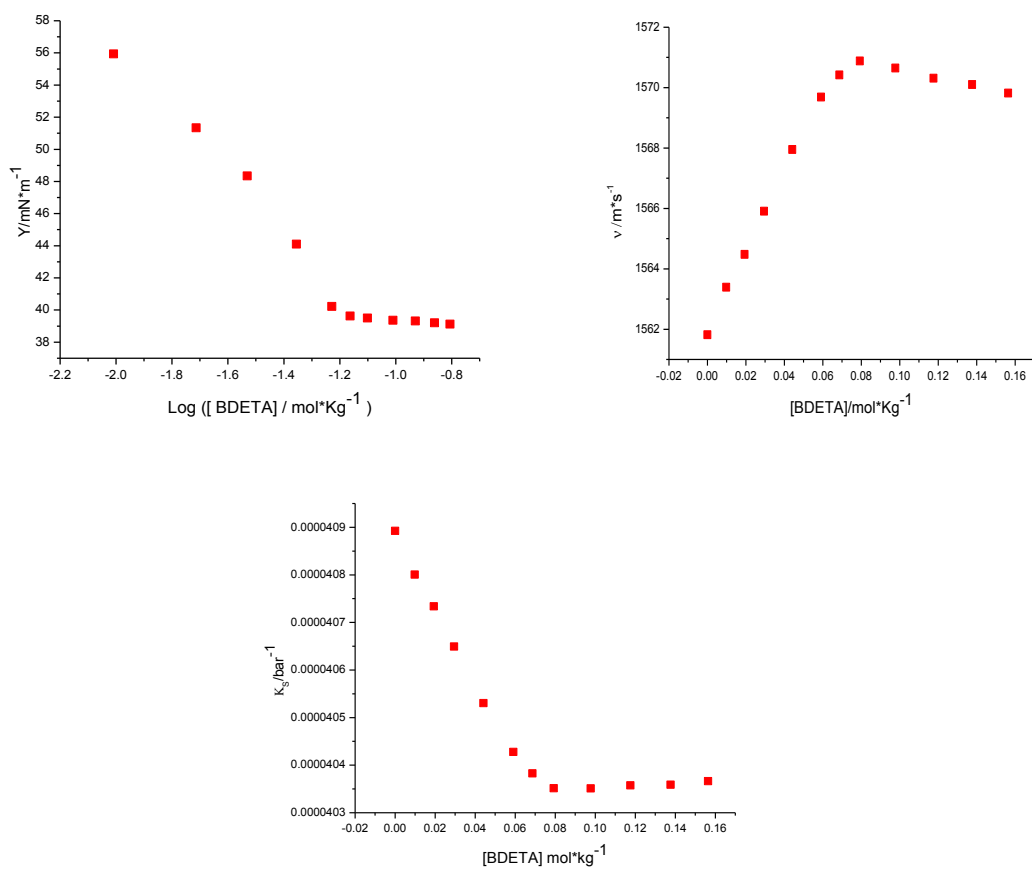 58
56
54
52
50
48
46
44
42
40
38
Υ/mN*m-1
-2.2 -2.0 -1.8 -1.6 -1.4 -1.2 -1.0 -0.8
Log ([ BDETA] / mol*Kg-1 )
1572
1570
1568
1566
1564
1562
ν /m*s-1
-0.02 0.00 0.02 0.04 0.06 0.08 0.10 0.12 0.14 0.16
[BDETA]/mol*Kg-1
0.0000409
0.0000408
0.0000407
0.0000406
0.0000405
0.0000404
0.0000403
Κs/bar-1
-0.02 0.00 0.02 0.04 0.06 0.08 0.10 0.12 0.14 0.16
[BDETA] mol*kg-1